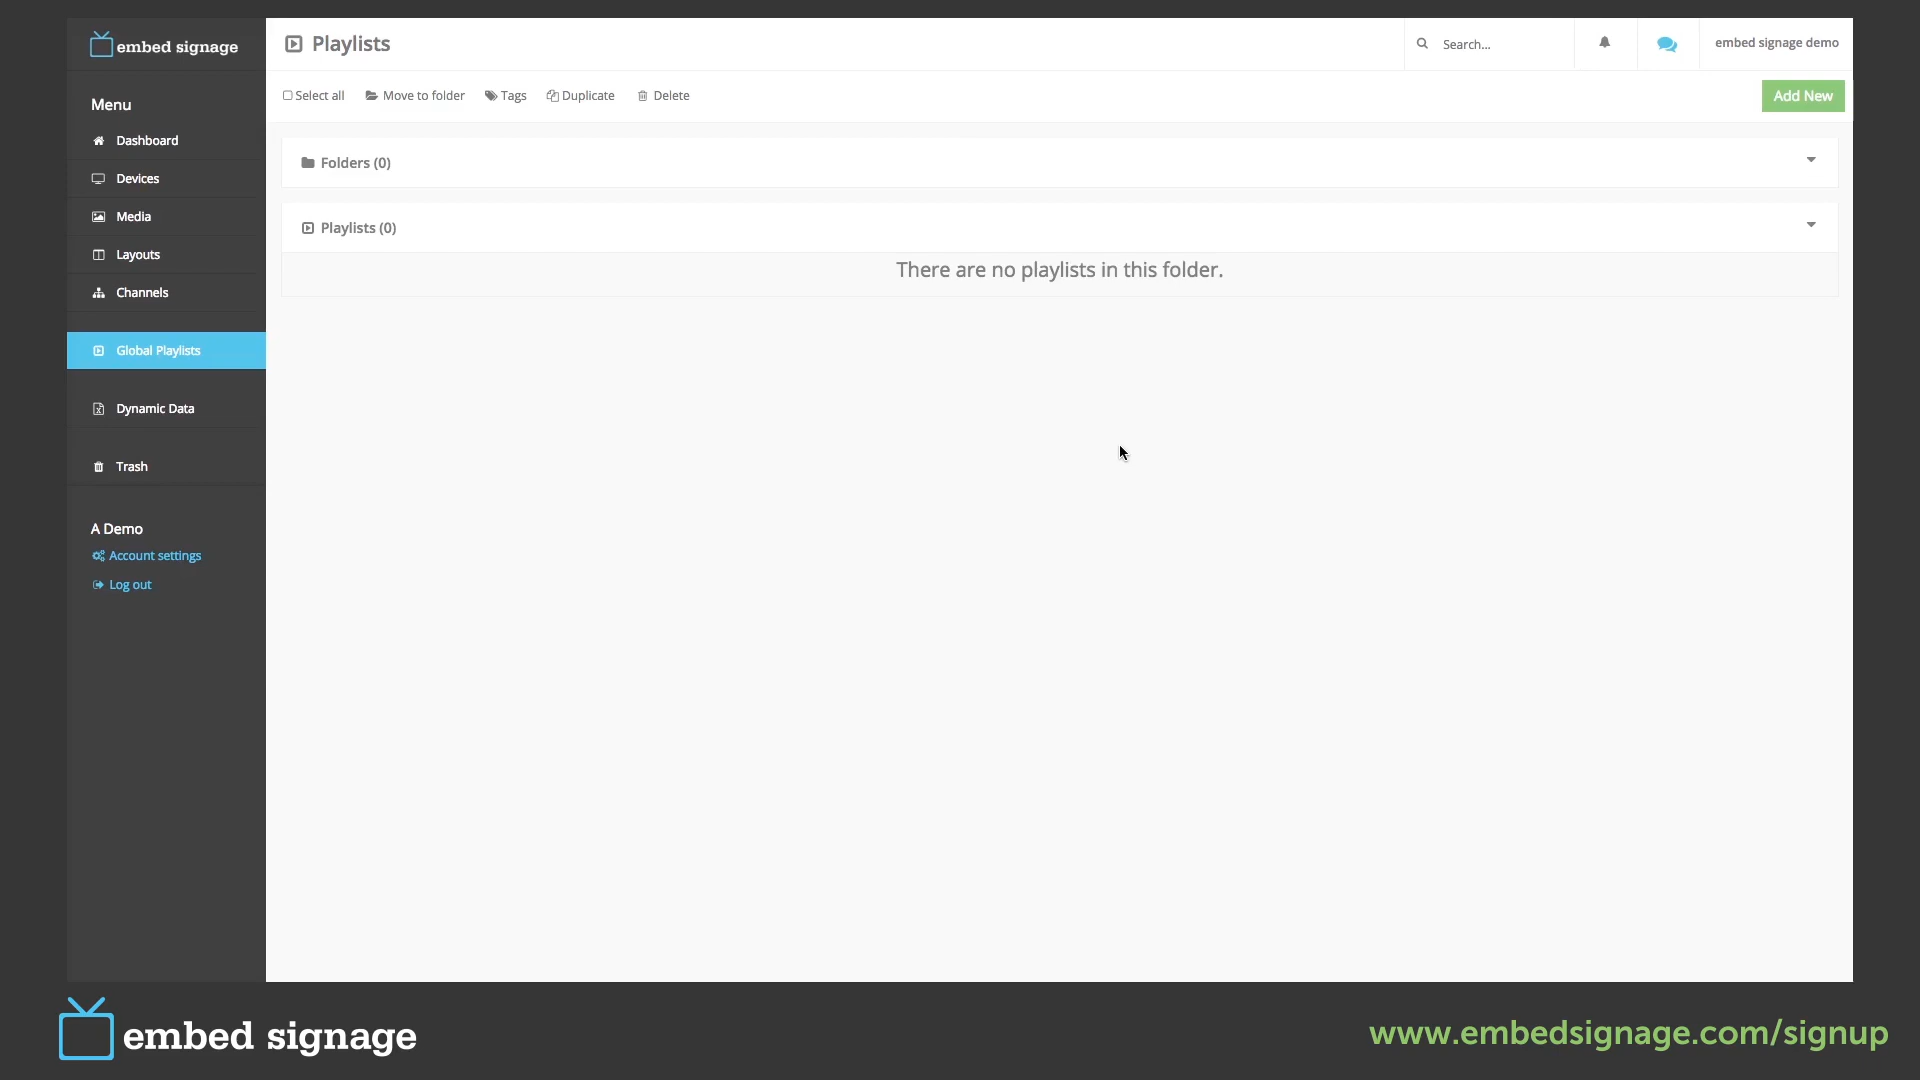 embed signage
Playlists
Search...
embed signage demo
Menu
Select all
Move to folder
Tags
Duplicate
Delete
Add New
Dashboard
Devices
Media
Layouts
Channels
Global Playlists
Dynamic Data
Trash
A Demo
Account settings
Log out
Folders (0)
Playlists (0)
There are no playlists in this folder.
embed signage
www.embedsignage.com/signup